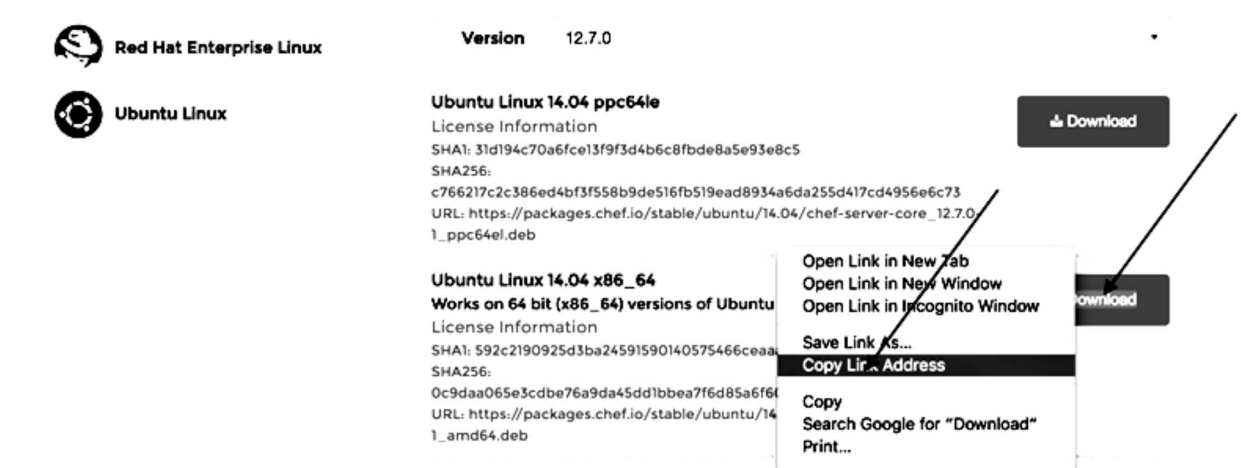 Red Hat Enterprise Linux
Ubuntu Linux
Version 12.7.0
Ubuntu Linux 14.04 ppc64le
License Information
Download
SHA1: 31d194c70a6fce13f9f3d4b6c8fbde8a5e93e8c5
SHA256:
c766217c2c386ed4bf3f558b9de516fb519ead8934a6da255d417cd4956e6c73
URL: https://packages.chef.io/stable/ubuntu/14.04/chef-server-core_12.7.0-
1_ppc64el.deb
Ubuntu Linux 14.04 x86_64
Works on 64 bit (x86_64) versions of Ubuntu
License Information
SHA1: 592c2190925d3ba24591590140575466ceaaa
SHA256:
0c9daa065e3cdbe76a9da45dd1bbea7f6d85a6f60
URL: https://packages.chef.io/stable/ubuntu/14
1_amd64.deb
Open Link in New Tab
Open Link in New Window
Open Link in Incognito Window
Save Link As...
Copy Link Address
Copy
Search Google for "Download"
Print...
ownload